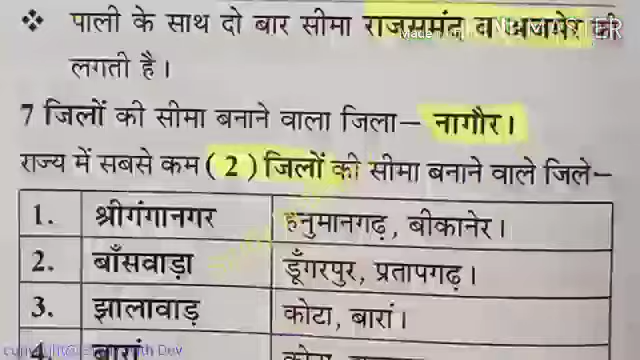 ❖ पाली के साथ दो बार सीमा राजसमंद व अजमेर की
लगती है।
7 जिलों की सीमा बनाने वाला जिला– नागौर।
राज्य में सबसे कम ( 2 ) जिलों की सीमा बनाने वाले जिले–
1. श्रीगंगानगर हनुमानगढ़, बीकानेर।
2. बाँसवाड़ा डूँगरपुर, प्रतापगढ़।
3. झालावाड़ कोटा, बारां।
4. बारां कोटा,